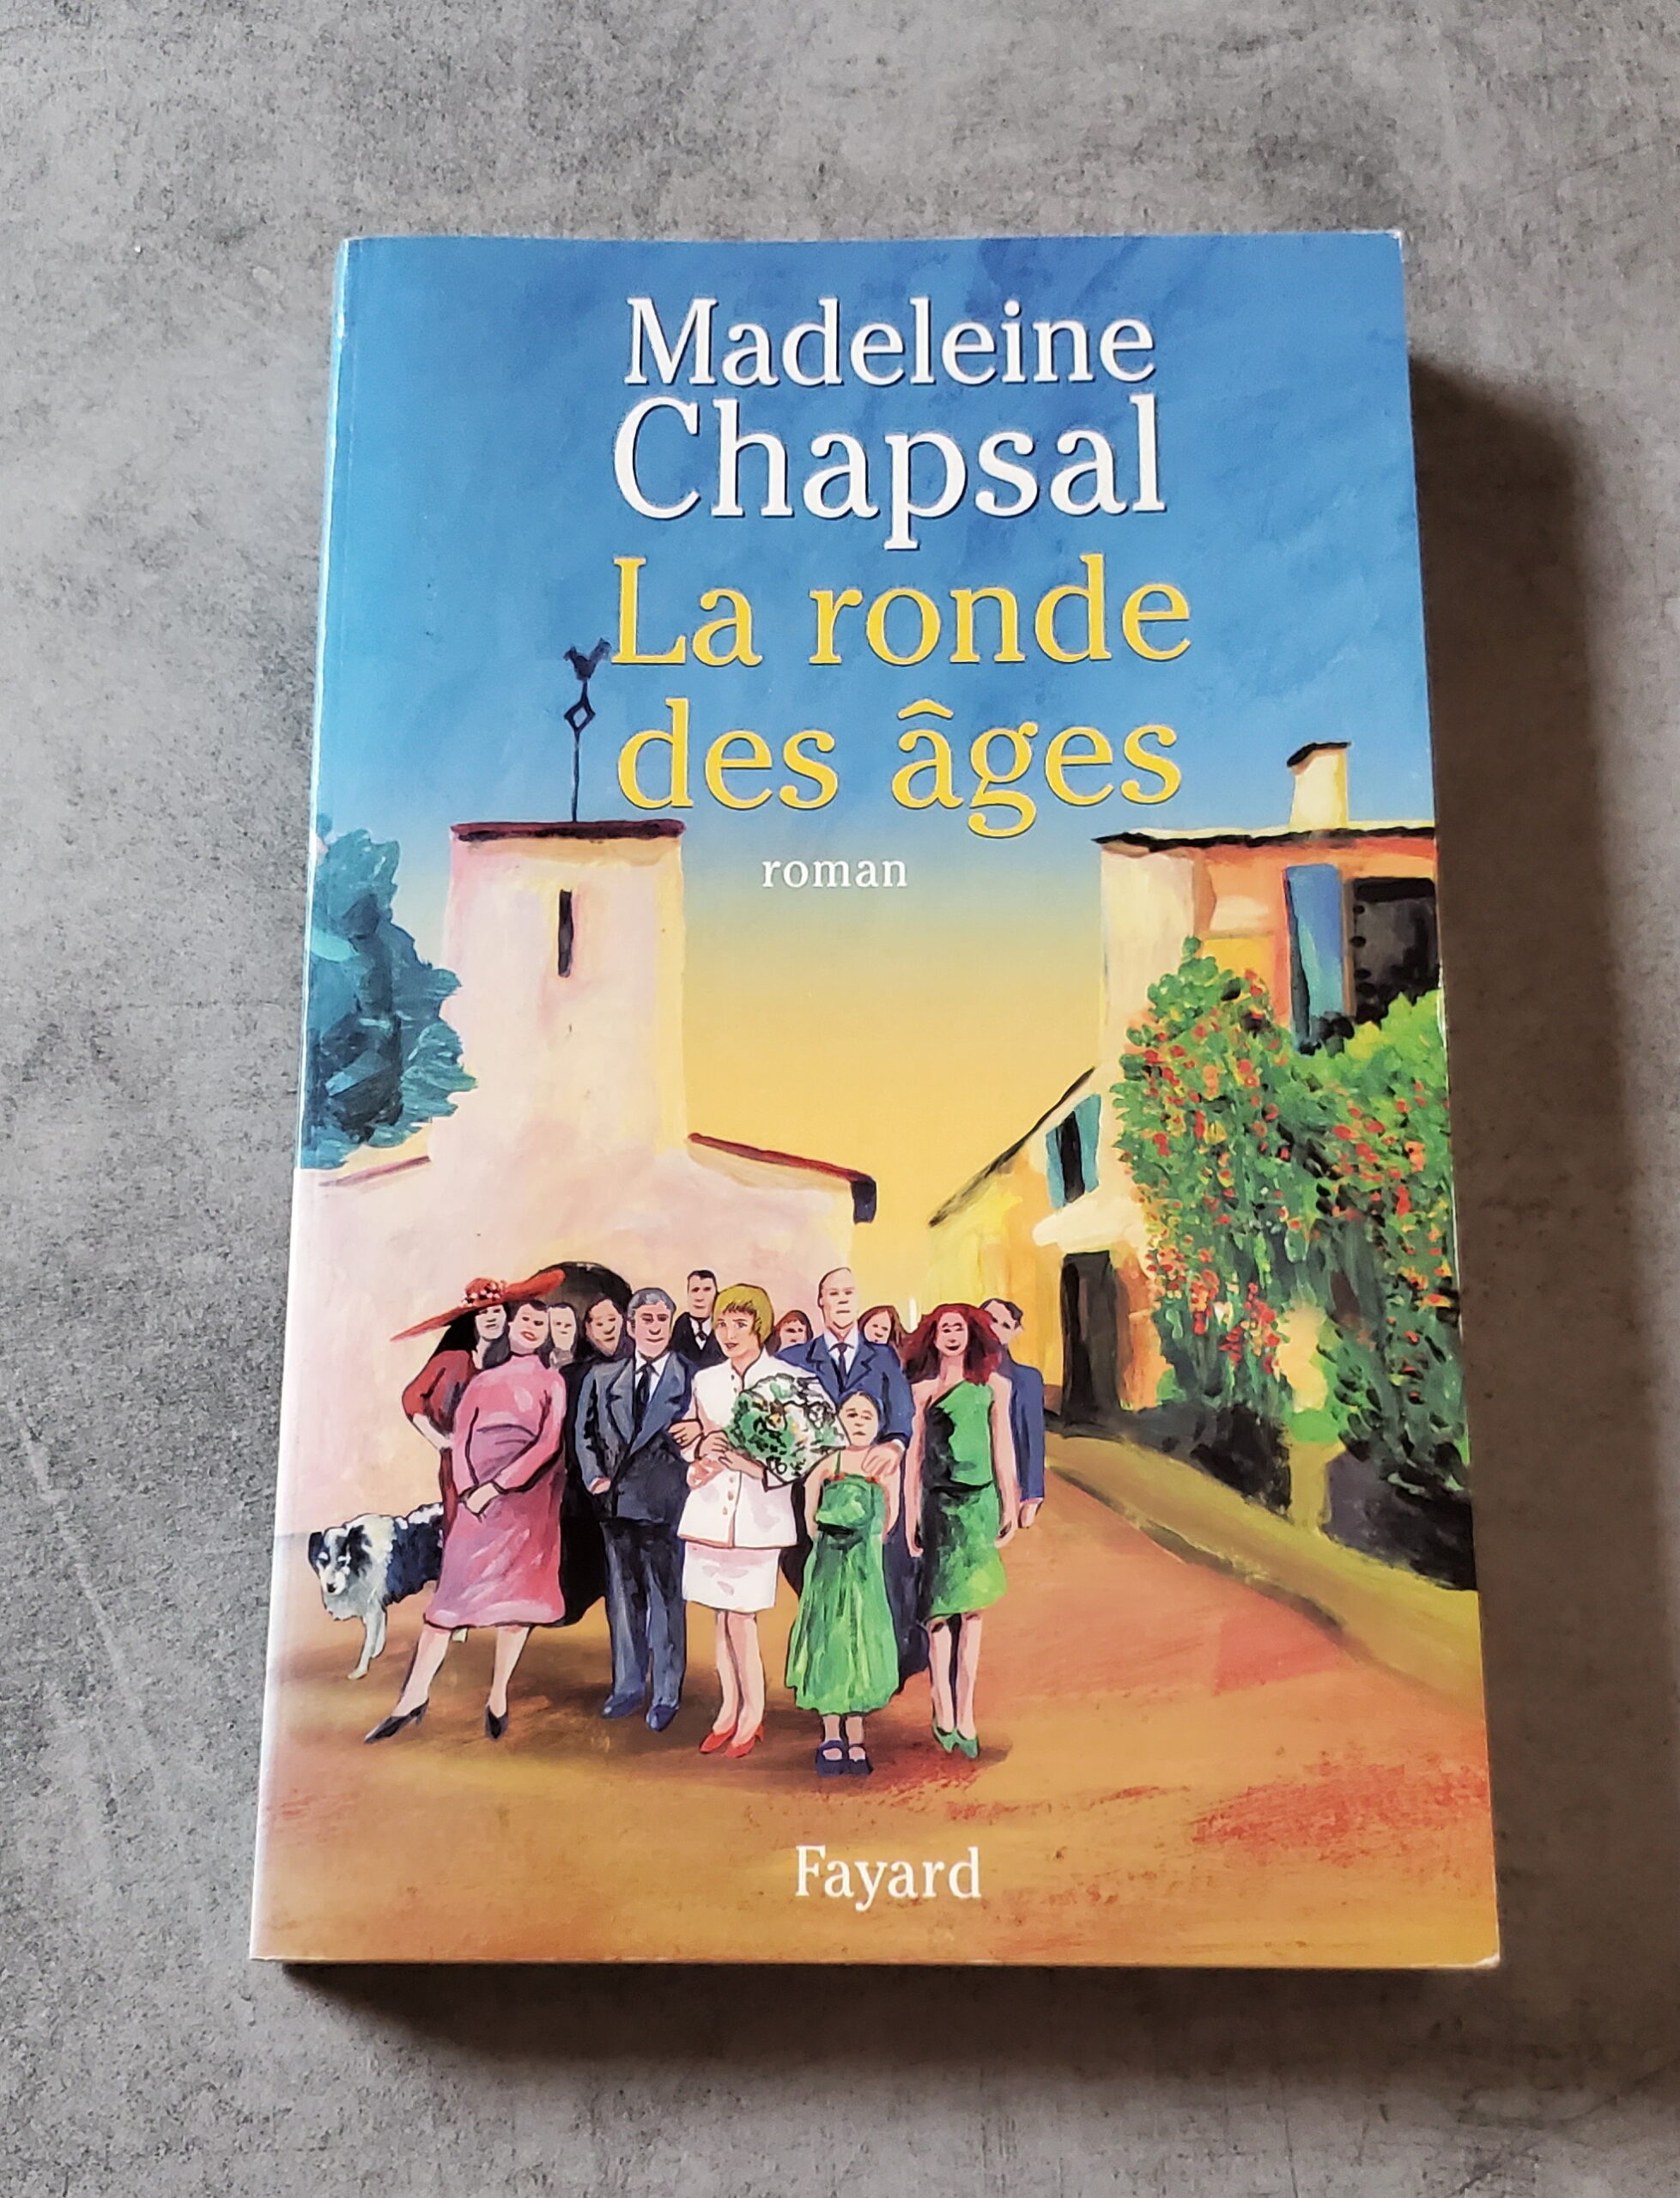 Madeleine
Chapsal
La ronde
des âges
roman
Fayard